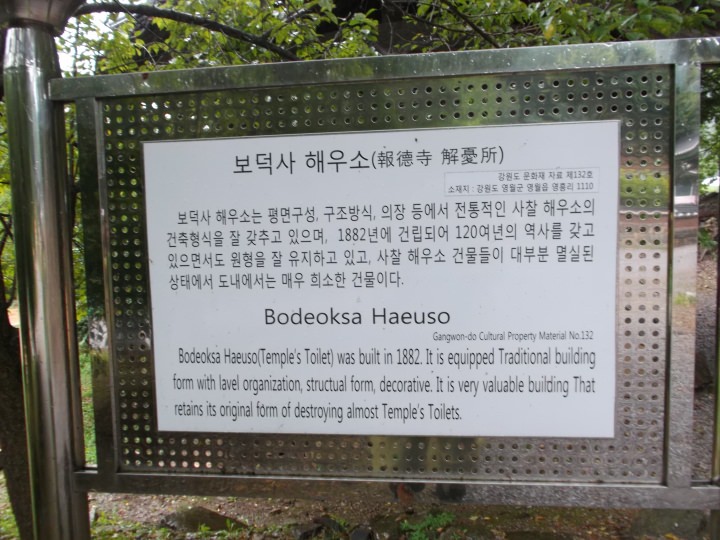 보덕사 해우소(報德寺 解憂所)
강원도 문화재 자료 제132호
소재지 : 강원도 영월군 영월읍 영흥리 1110
보덕사 해우소는 평면구성, 구조방식, 의장 등에서 전통적인 사찰 해우소의
건축형식을 잘 갖추고 있으며, 1882년에 건립되어 120여년의 역사를 갖고
있으면서도 원형을 잘 유지하고 있고, 사찰 해우소 건물들이 대부분 멸실된
상태에서 도내에서는 매우 희소한 건물이다.
Bodeoksa Haeuso
Gangwon-do Cultural Property Material No.132
Bodeoksa Haeuso(Temple's Toilet) was built in 1882. It is equipped Traditional building
form with lavel organization, structual form, decorative. It is very valuable building That
retains its original form of destroying almost Temple's Toilets.